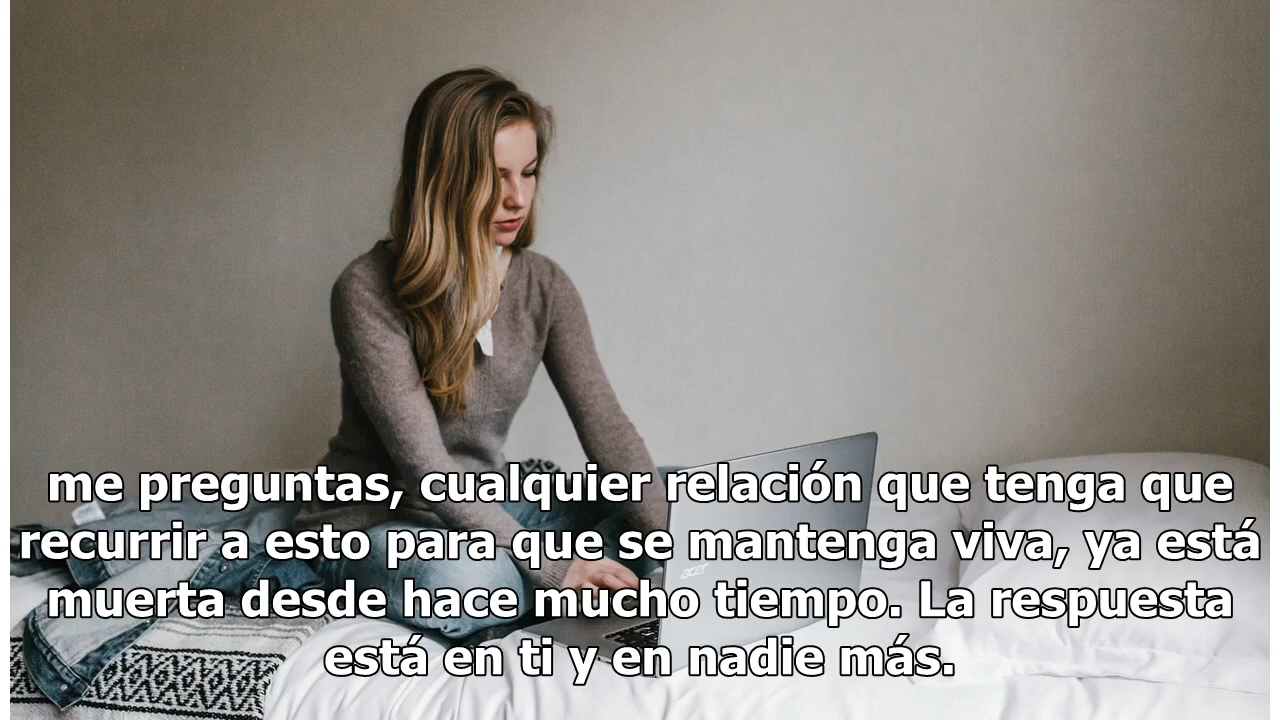 me preguntas, cualquier relación que tenga que
recurrir a esto para que se mantenga viva, ya está
muerta desde hace mucho tiempo. La respuesta
está en ti y en nadie más.
acer